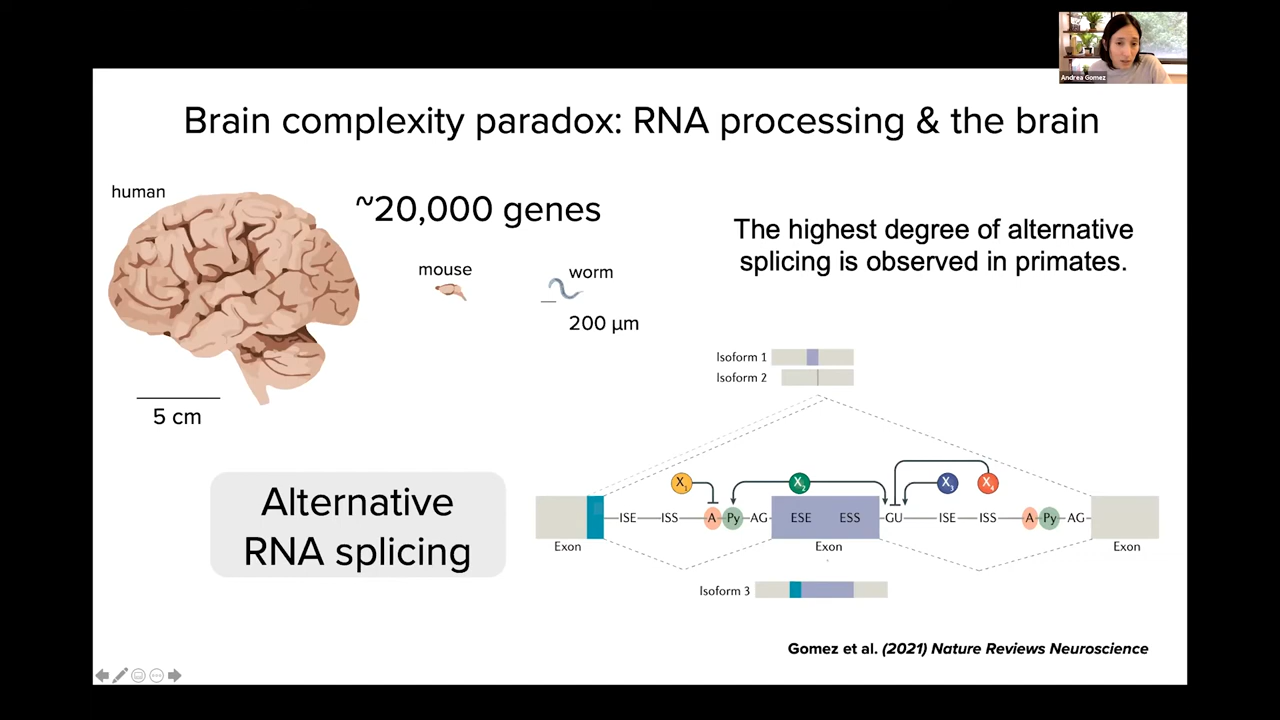 Andrea Gomez
Brain complexity paradox: RNA processing & the brain
human
~20,000 genes
mouse
worm
200 µm
5 cm
The highest degree of alternative
splicing is observed in primates.
Alternative
RNA splicing
Isoform 1
Isoform 2
X1 X2 X3 X4
ISE ISS A Py AG ESE ESS GU ISE ISS A Py AG
Exon Exon Exon
Isoform 3
Gomez et al. (2021) Nature Reviews Neuroscience